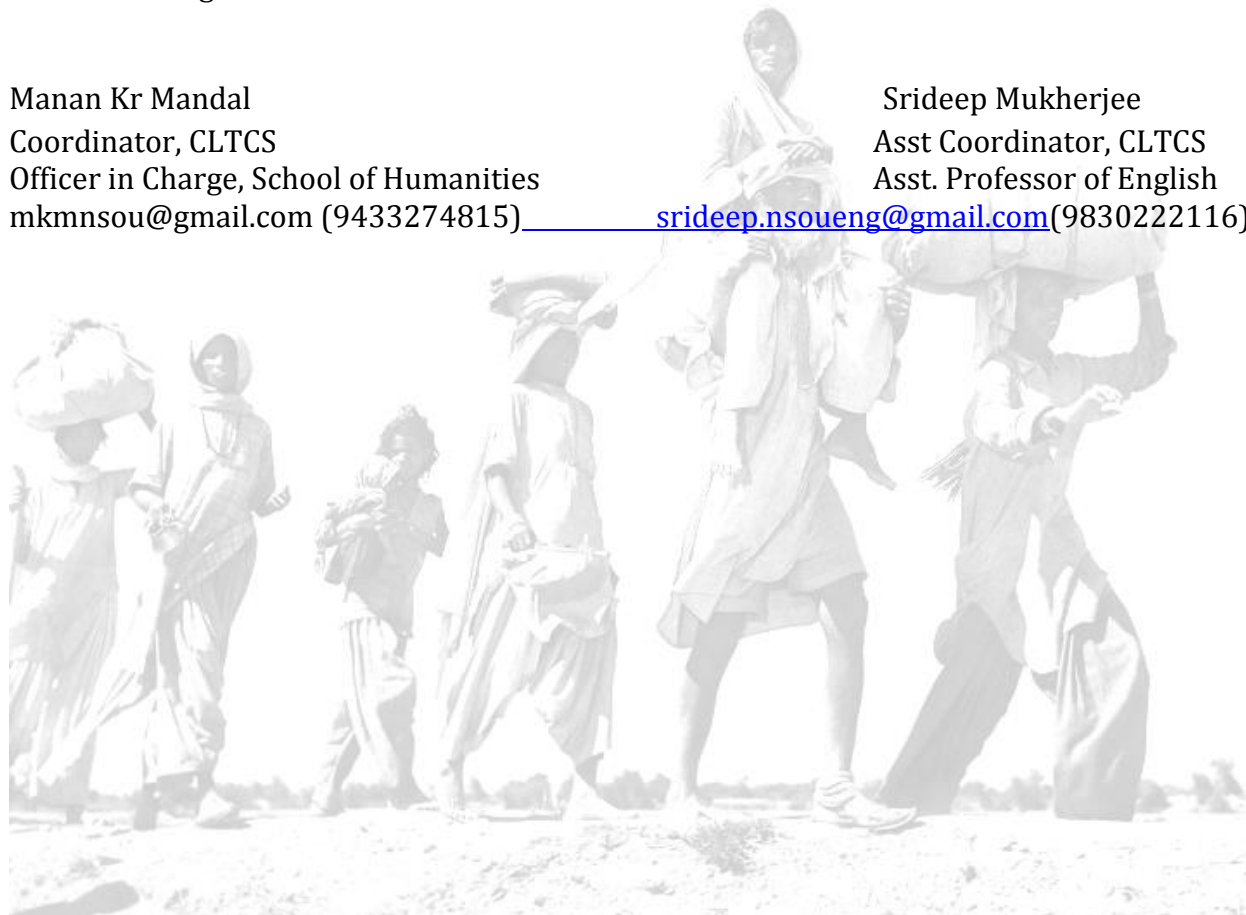 Manan Kr Mandal Srideep Mukherjee
Coordinator, CLTCS Asst Coordinator, CLTCS
Officer in Charge, School of Humanities Asst. Professor of English
mkmnsou@gmail.com (9433274815) srideep.nsoueng@gmail.com(9830222116)